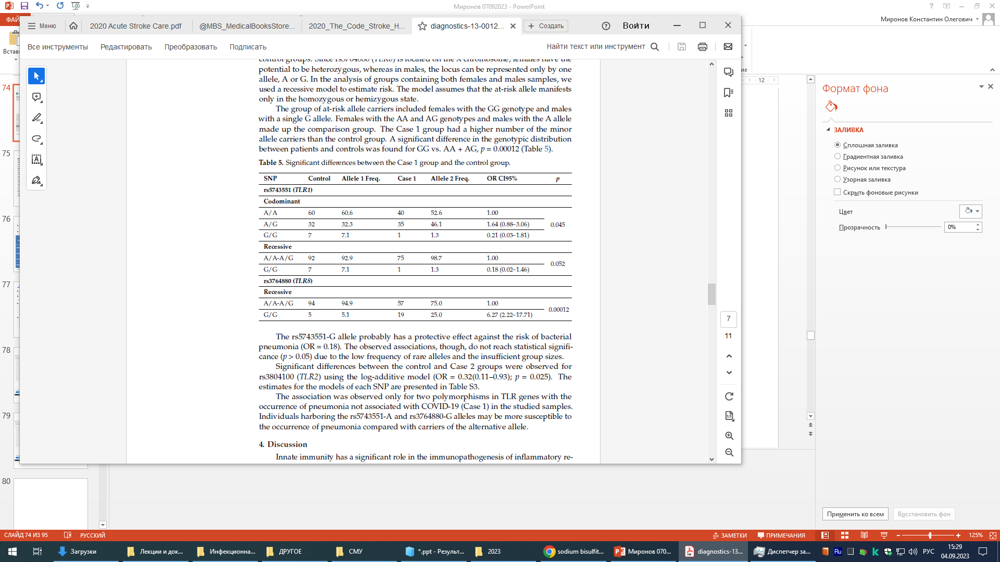 Миронов 07092023 - PowerPoint
ФАЙ
Миронов Константин Олегович
Меню
2020 Acute Stroke Care.pdf
@MBS_MedicalBooksStore...
2020_The_Code_Stroke_H...
diagnostics-13-0012...
Создать
Войти
Все инструменты
Редактировать
Преобразовать
Подписать
Найти текст или инструмент
Встав
control groups. Since rs3764880 (TLR8) is located on the X chromosome, females have the
potential to be heterozygous, whereas in males, the locus can be represented only by one
allele, A or G. In the analysis of groups containing both females and males samples, we
used a recessive model to estimate risk. The model assumes that the at-risk allele manifests
only in the homozygous or hemizygous state.
The group of at-risk allele carriers included females with the GG genotype and males
with a single G allele. Females with the AA and AG genotypes and males with the A allele
made up the comparison group. The Case 1 group had a higher number of the minor
allele carriers than the control group. A significant difference in the genotypic distribution
between patients and controls was found for GG vs. AA + AG, p = 0.00012 (Table 5).
Table 5. Significant differences between the Case 1 group and the control group.
SNP Control Allele 1 Freq. Case 1 Allele 2 Freq. OR CI95% p
rs5743551 (TLR1)
Codominant
A/A 60 60.6 40 52.6 1.00
A/G 32 32.3 35 46.1 1.64 (0.88–3.06) 0.045
G/G 7 7.1 1 1.3 0.21 (0.03–1.81)
Recessive
A/A-A/G 92 92.9 75 98.7 1.00
0.052
G/G 7 7.1 1 1.3 0.18 (0.02–1.46)
rs3764880 (TLR8)
Recessive
A/A-A/G 94 94.9 57 75.0 1.00
0.00012
G/G 5 5.1 19 25.0 6.27 (2.22–17.71)
The rs5743551-G allele probably has a protective effect against the risk of bacterial
pneumonia (OR = 0.18). The observed associations, though, do not reach statistical signifi-
cance (p > 0.05) due to the low frequency of rare alleles and the insufficient group sizes.
Significant differences between the control and Case 2 groups were observed for
rs3804100 (TLR2) using the log-additive model (OR = 0.32(0.11–0.93); p = 0.025). The
estimates for the models of each SNP are presented in Table S3.
The association was observed only for two polymorphisms in TLR genes with the
occurrence of pneumonia not associated with COVID-19 (Case 1) in the studied samples.
Individuals harboring the rs5743551-A and rs3764880-G alleles may be more susceptible to
the occurrence of pneumonia compared with carriers of the alternative allele.
4. Discussion
Innate immunity has a significant role in the immunopathogenesis of inflammatory re-
7
11
74
75
76
77
78
79
80
ие
12
Формат фона
ЗАЛИВКА
Сплошная заливка
Градиентная заливка
Рисунок или текстура
Узорная заливка
Скрыть фоновые рисунки
Цвет
Прозрачность 0%
Применить ко всем
Восстановить фон
СЛАЙД 74 ИЗ 95 РУССКИЙ
ЗАМЕТКИ ПРИМЕЧАНИЯ 125%
Загрузки
Лекции и док...
Инфекционна...
ДРУГОЕ
СМУ
*.ppt - Результ...
2023
sodium bisulfit...
Миронов 070...
diagnostics-13...
Диспетчер за...
Ru
РУС
15:29
04.09.2023